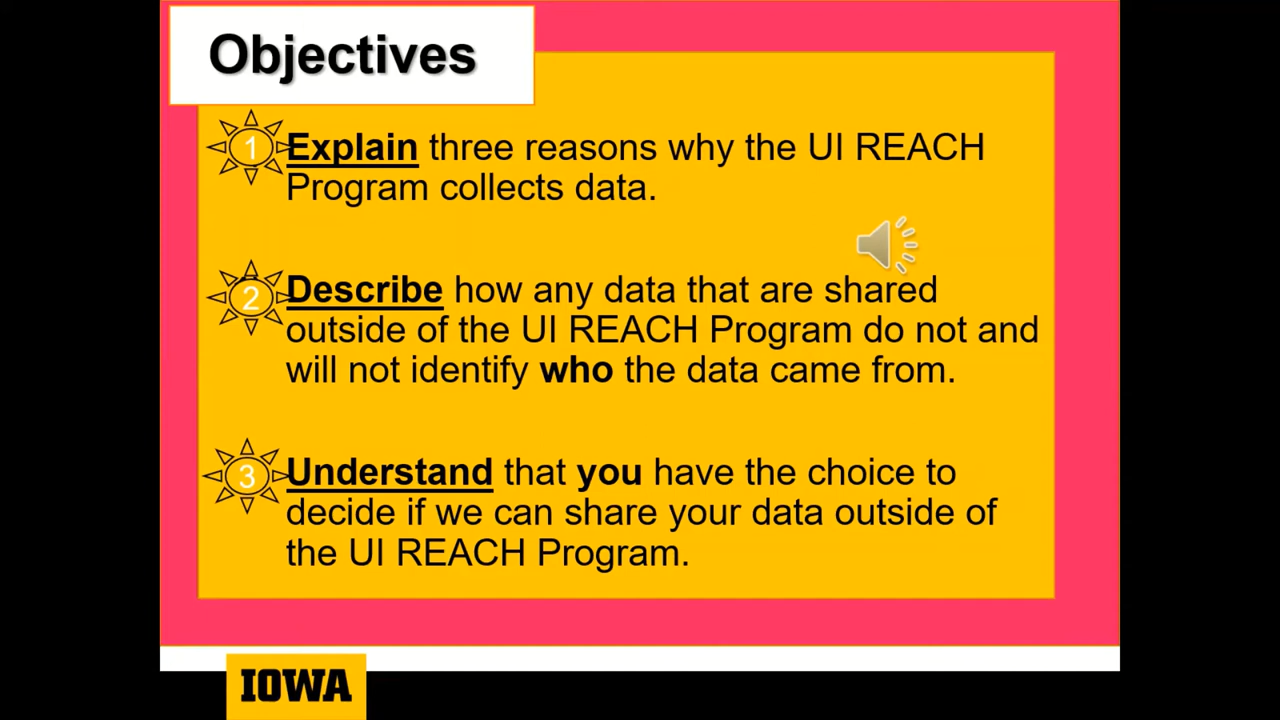 Objectives
1
Explain three reasons why the UI REACH
Program collects data.
2
Describe how any data that are shared
outside of the UI REACH Program do not and
will not identify who the data came from.
3
Understand that you have the choice to
decide if we can share your data outside of
the UI REACH Program.
IOWA